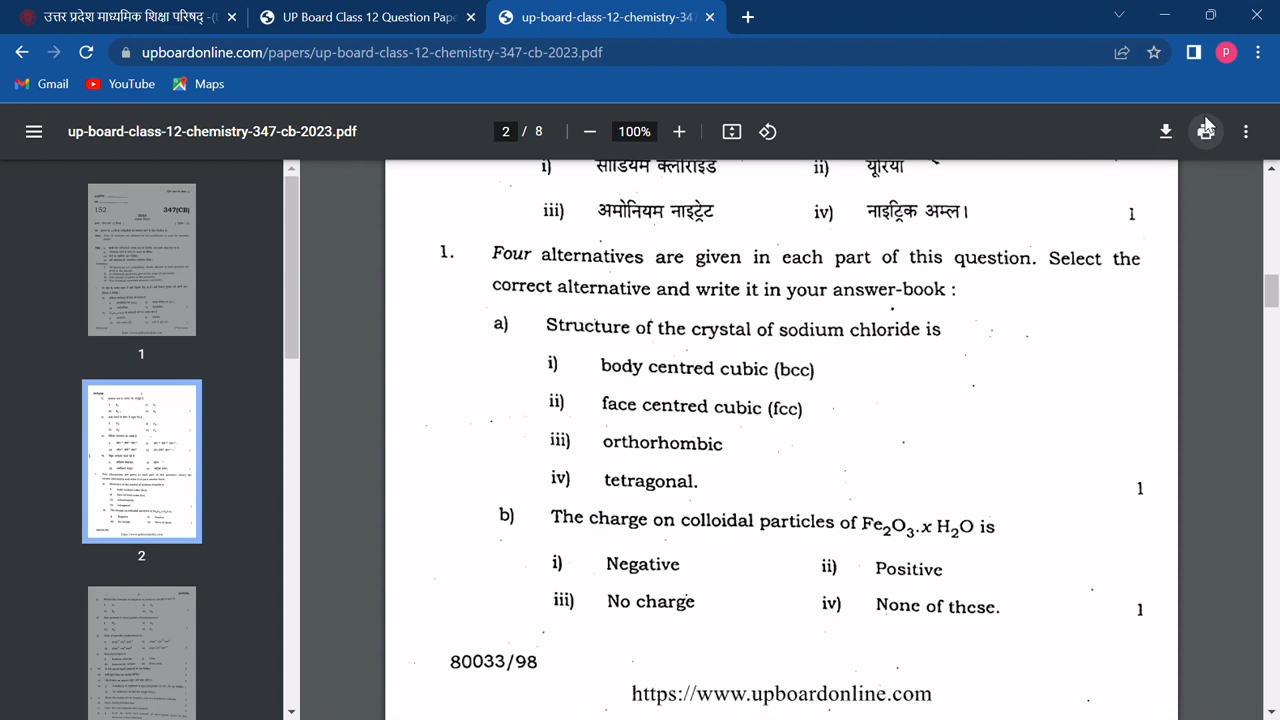 उत्तर प्रदेश माध्यमिक शिक्षा परिषद् -(
UP Board Class 12 Question Pape
up-board-class-12-chemistry-347
upboardonline.com/papers/up-board-class-12-chemistry-347-cb-2023.pdf
P
Gmail
YouTube
Maps
up-board-class-12-chemistry-347-cb-2023.pdf
2 / 8
100%
i) सोडियम क्लोराइड ii) यूरिया
iii) अमोनियम नाइट्रेट iv) नाइट्रिक अम्ल। 1
1. Four alternatives are given in each part of this question. Select the
correct alternative and write it in your answer-book :
a) Structure of the crystal of sodium chloride is
i) body centred cubic (bcc)
ii) face centred cubic (fcc)
iii) orthorhombic
iv) tetragonal. 1
b) The charge on colloidal particles of Fe₂O₃.x H₂O is
i) Negative ii) Positive
iii) No charge iv) None of these. 1
80033/98
https://www.upboardonline.com
152 347(CB)
1
2